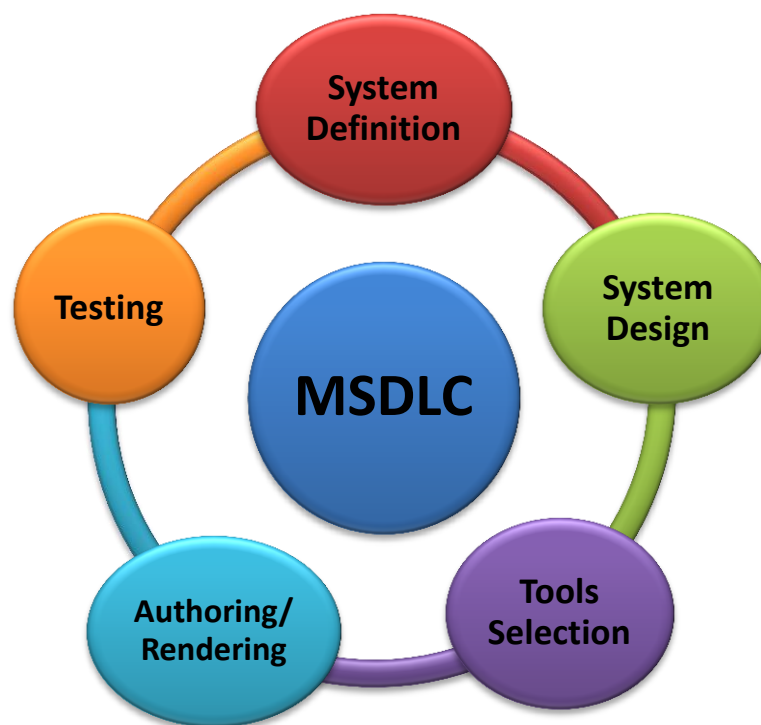 System
Definition
System
Design
Tools
Selection
Authoring/
Rendering
Testing
MSDLC